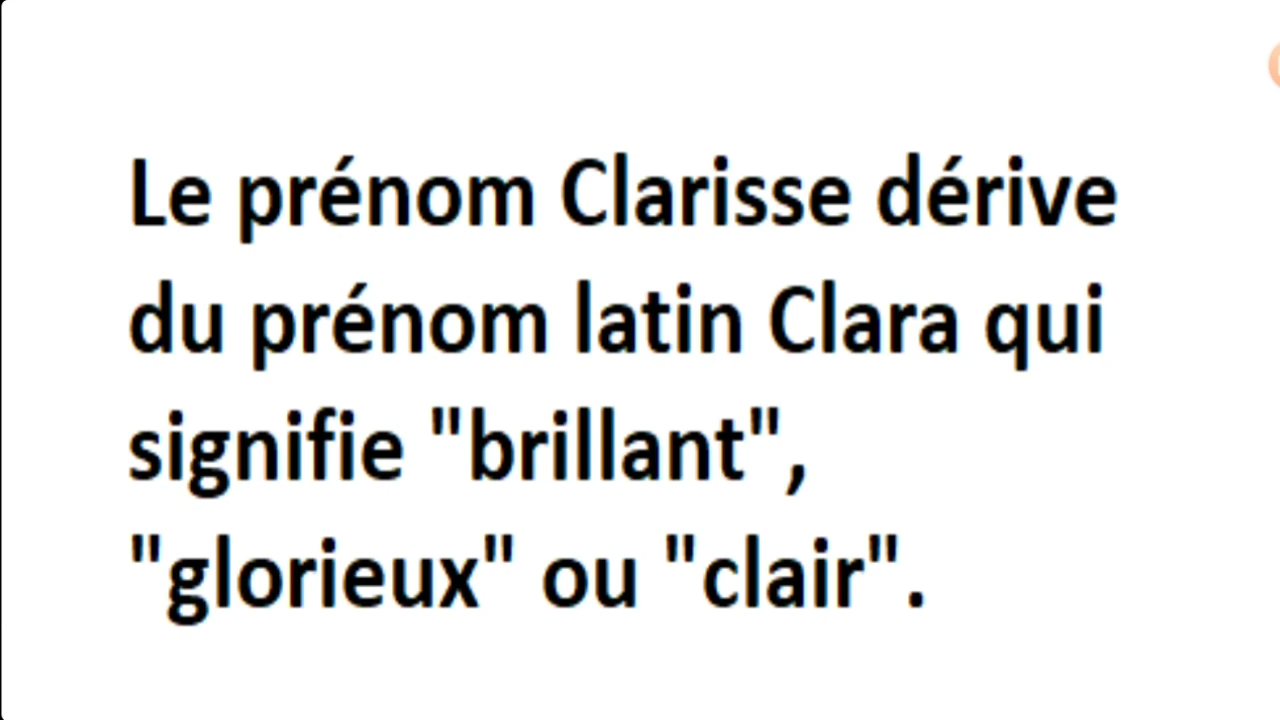 Le prénom Clarisse dérive
du prénom latin Clara qui
signifie "brillant",
"glorieux" ou "clair".